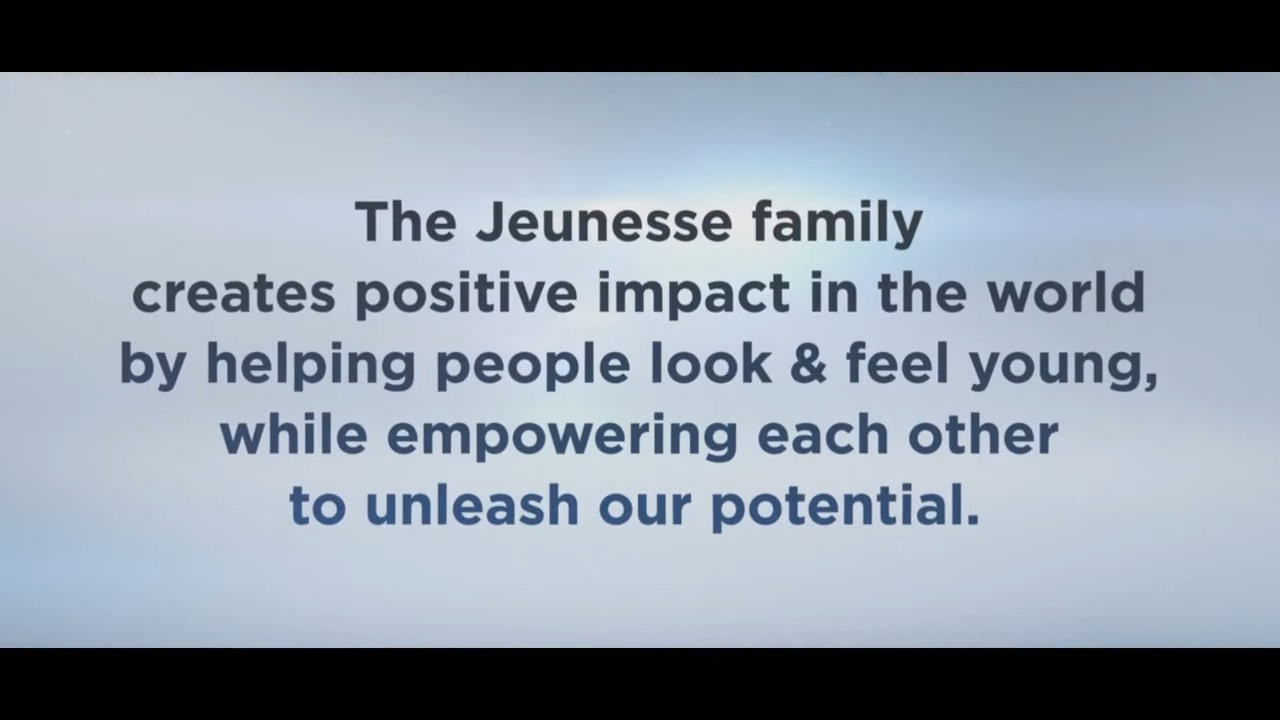 The Jeunesse family
creates positive impact in the world
by helping people look & feel young,
while empowering each other
to unleash our potential.